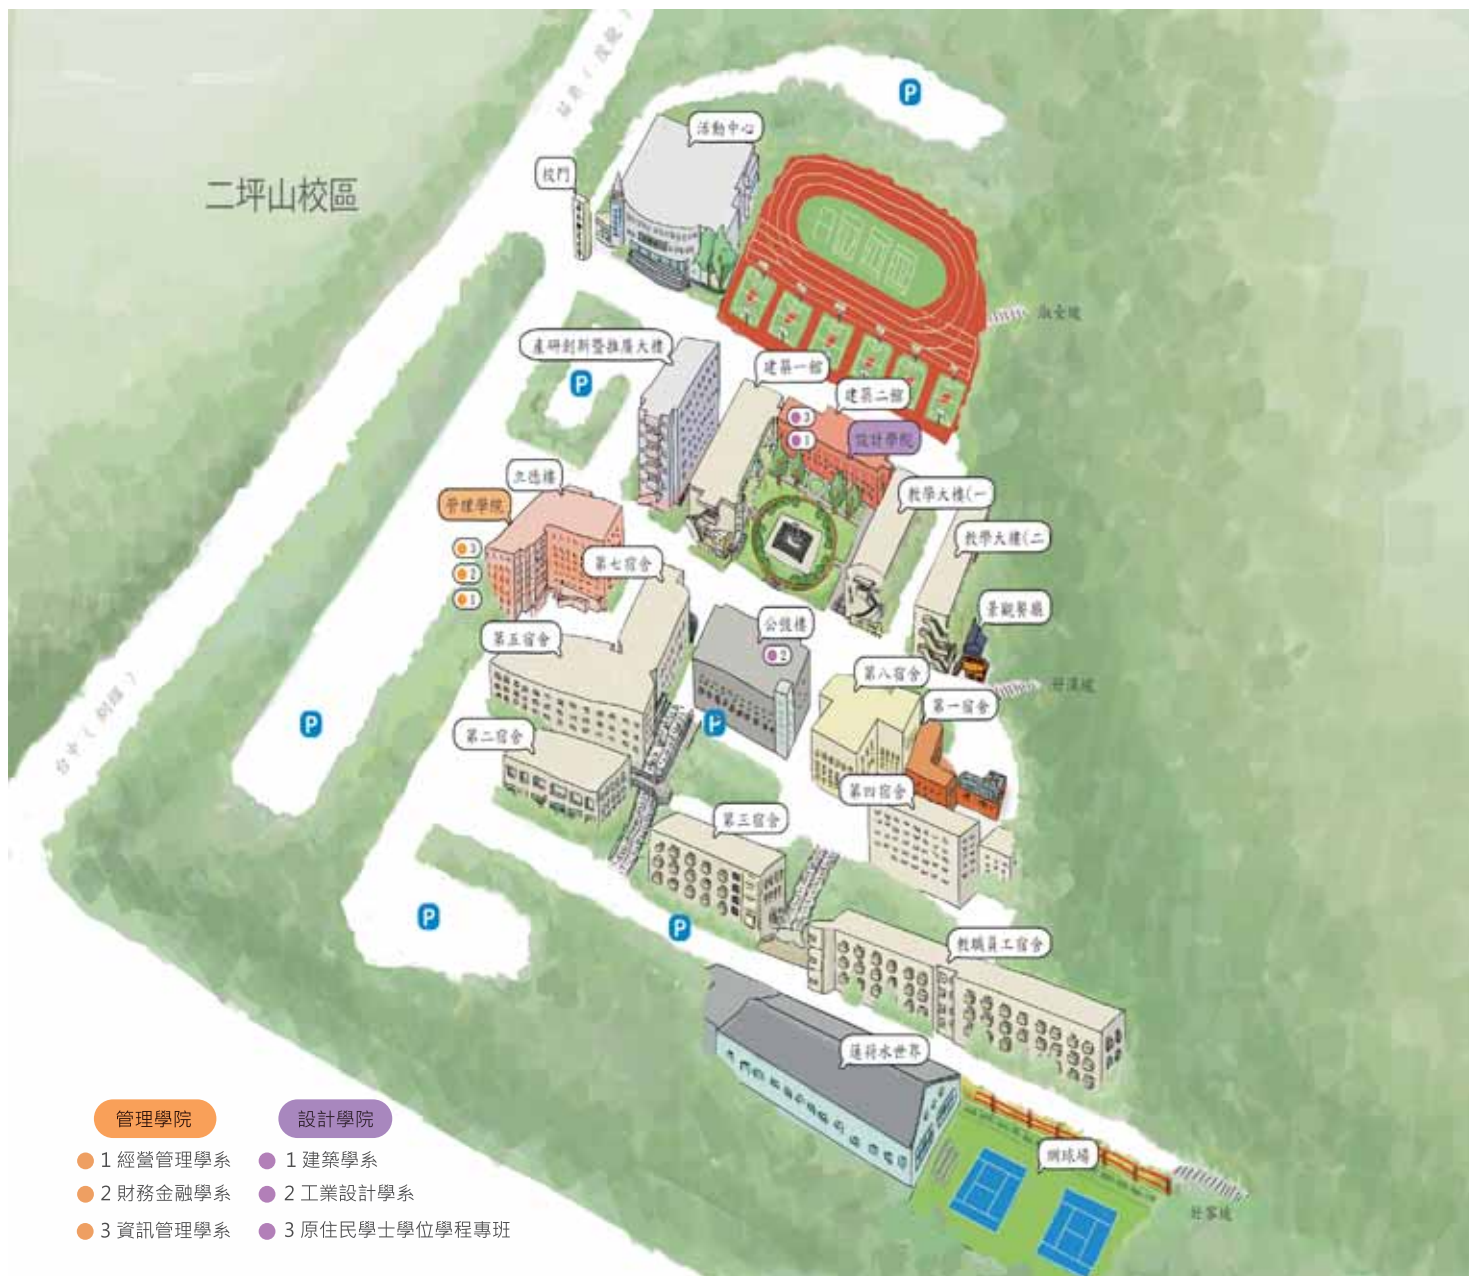 活動中心
校門
二坪山校區
產研創新暨推廣大樓
建築一館
建築二館
3
1
設計學院
立德樓
管理學院
3
2
1
教學大樓(一
教學大樓(二
第七宿舍
景觀餐廳
公誠樓
2
第五宿舍
第八宿舍
第一宿舍
第二宿舍
第四宿舍
第三宿舍
教職員工宿舍
蓮荷水世界
網球場
P
P
P
P
P
P
管理學院
1 經營管理學系
2 財務金融學系
3 資訊管理學系
設計學院
1 建築學系
2 工業設計學系
3 原住民學士學位學程專班